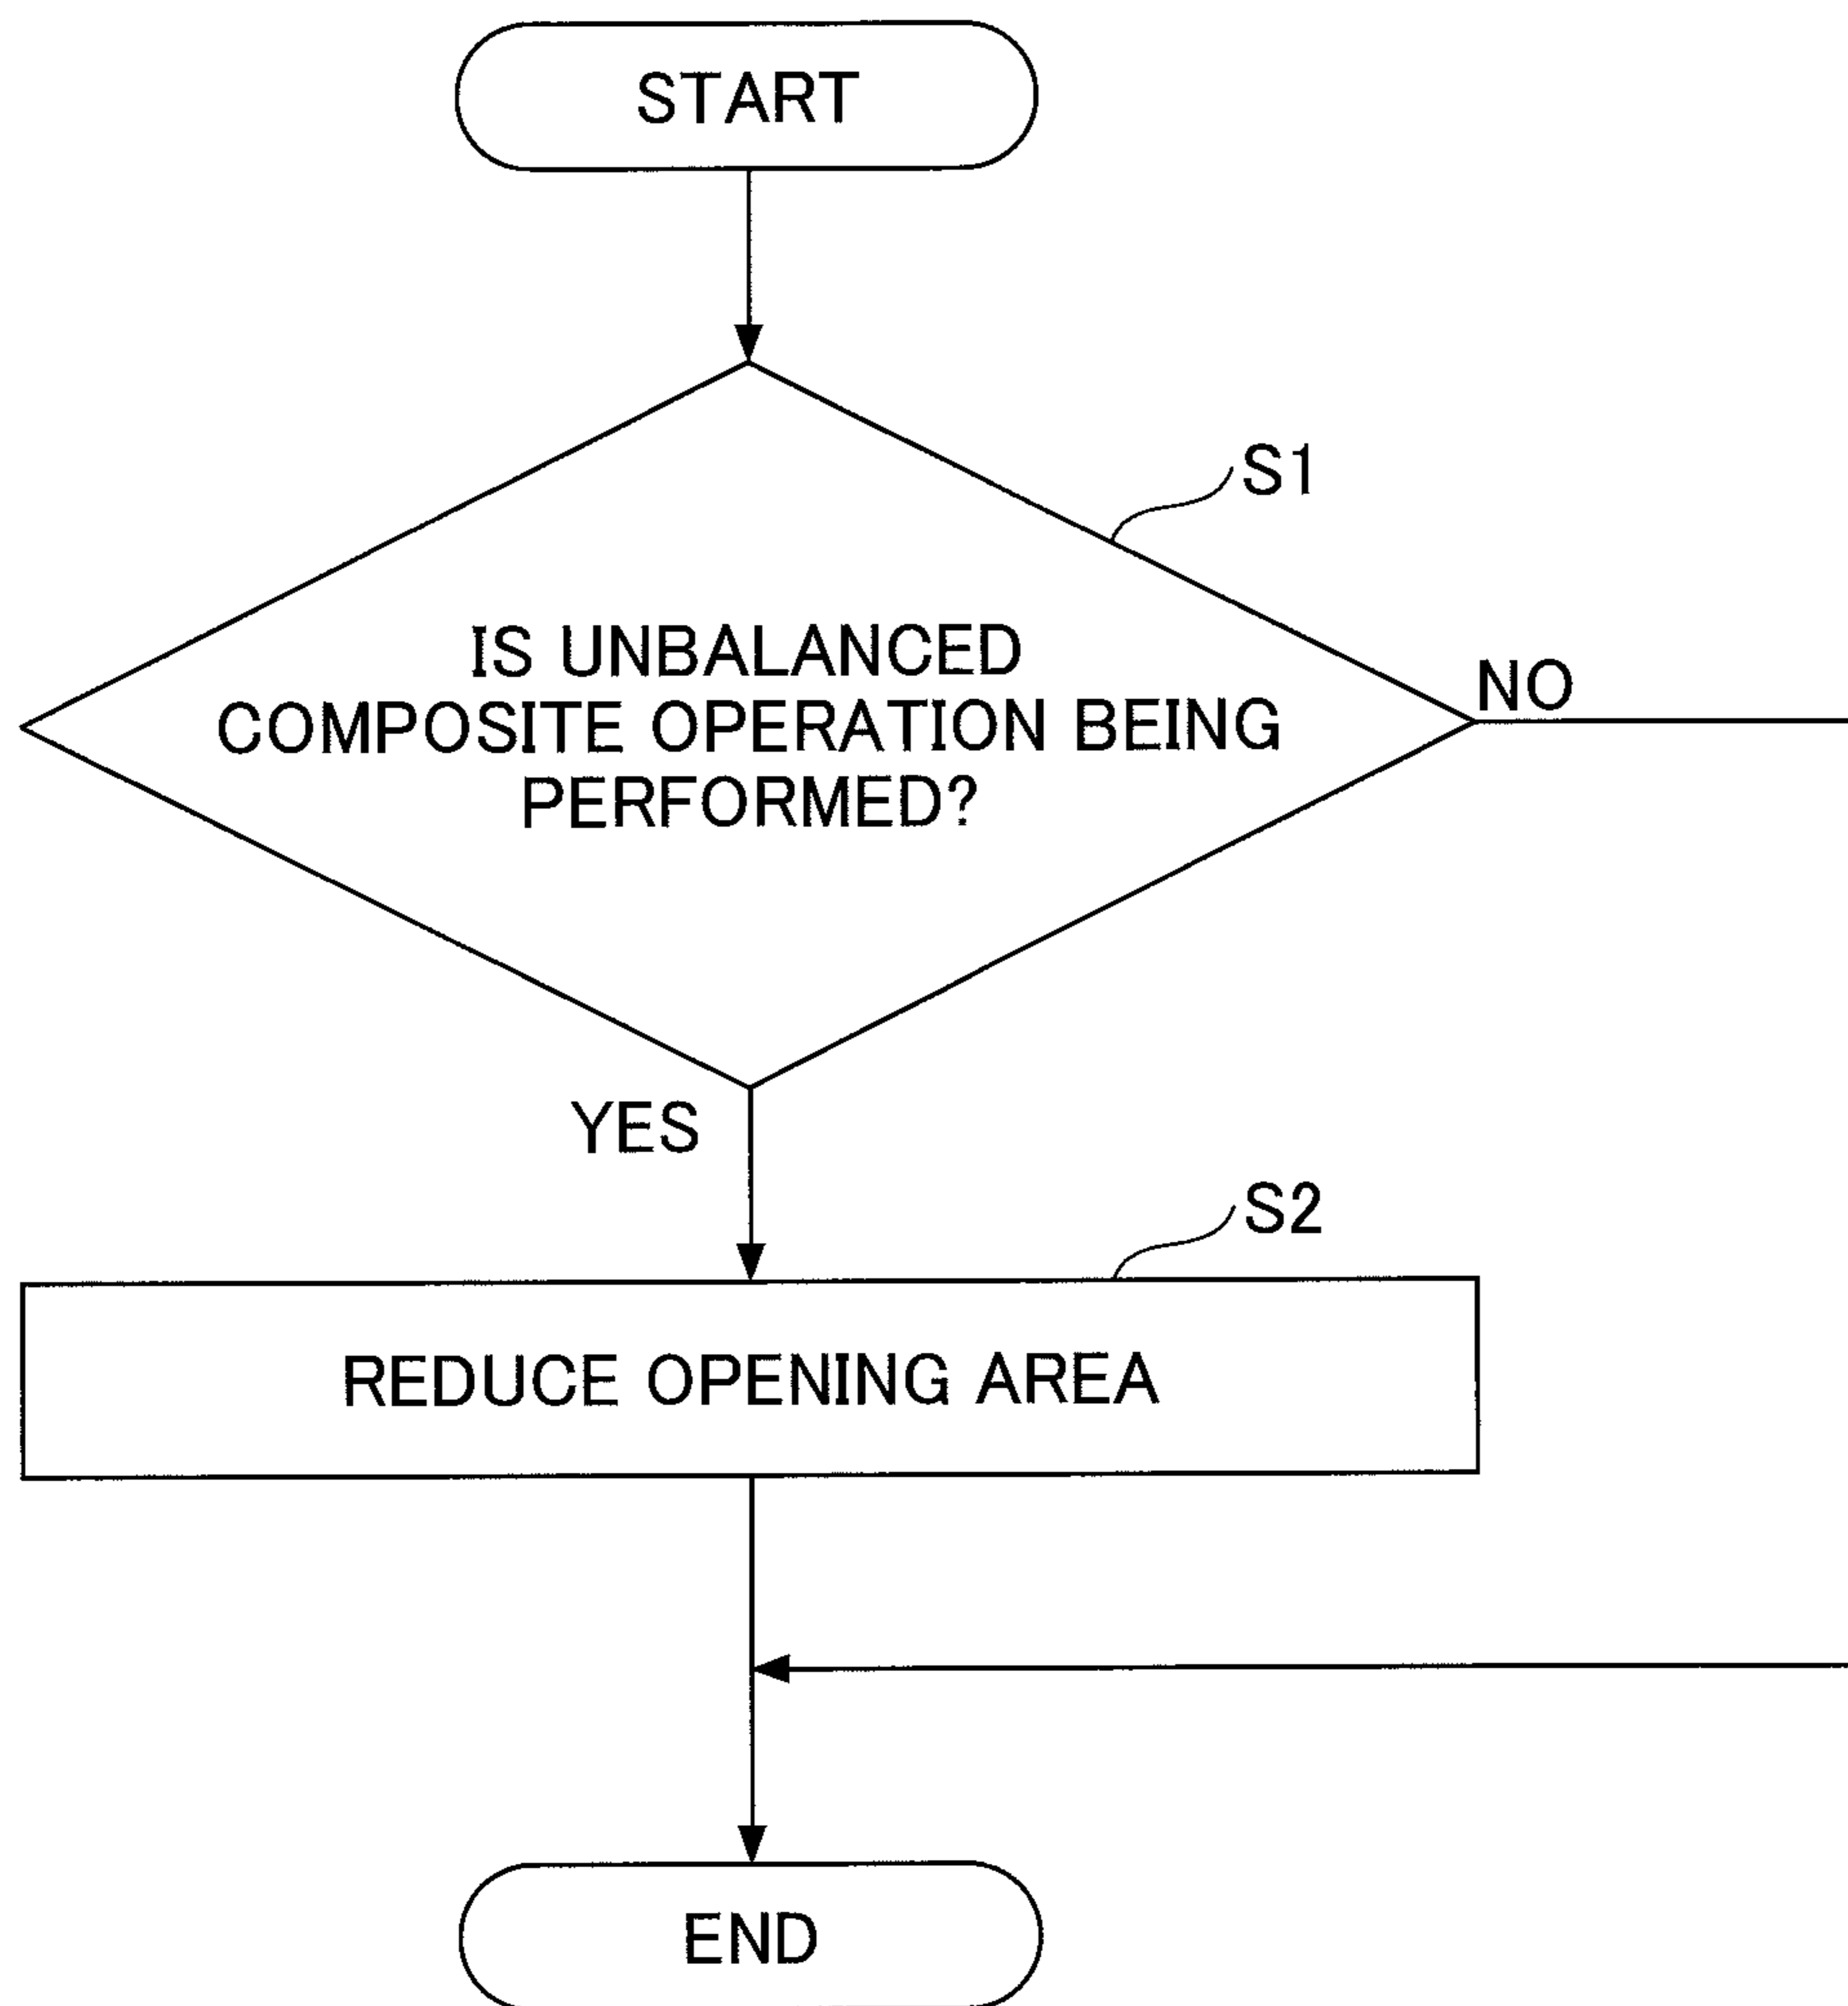 START
S1
IS UNBALANCED
COMPOSITE OPERATION BEING
PERFORMED?
NO
YES
S2
REDUCE OPENING AREA
END